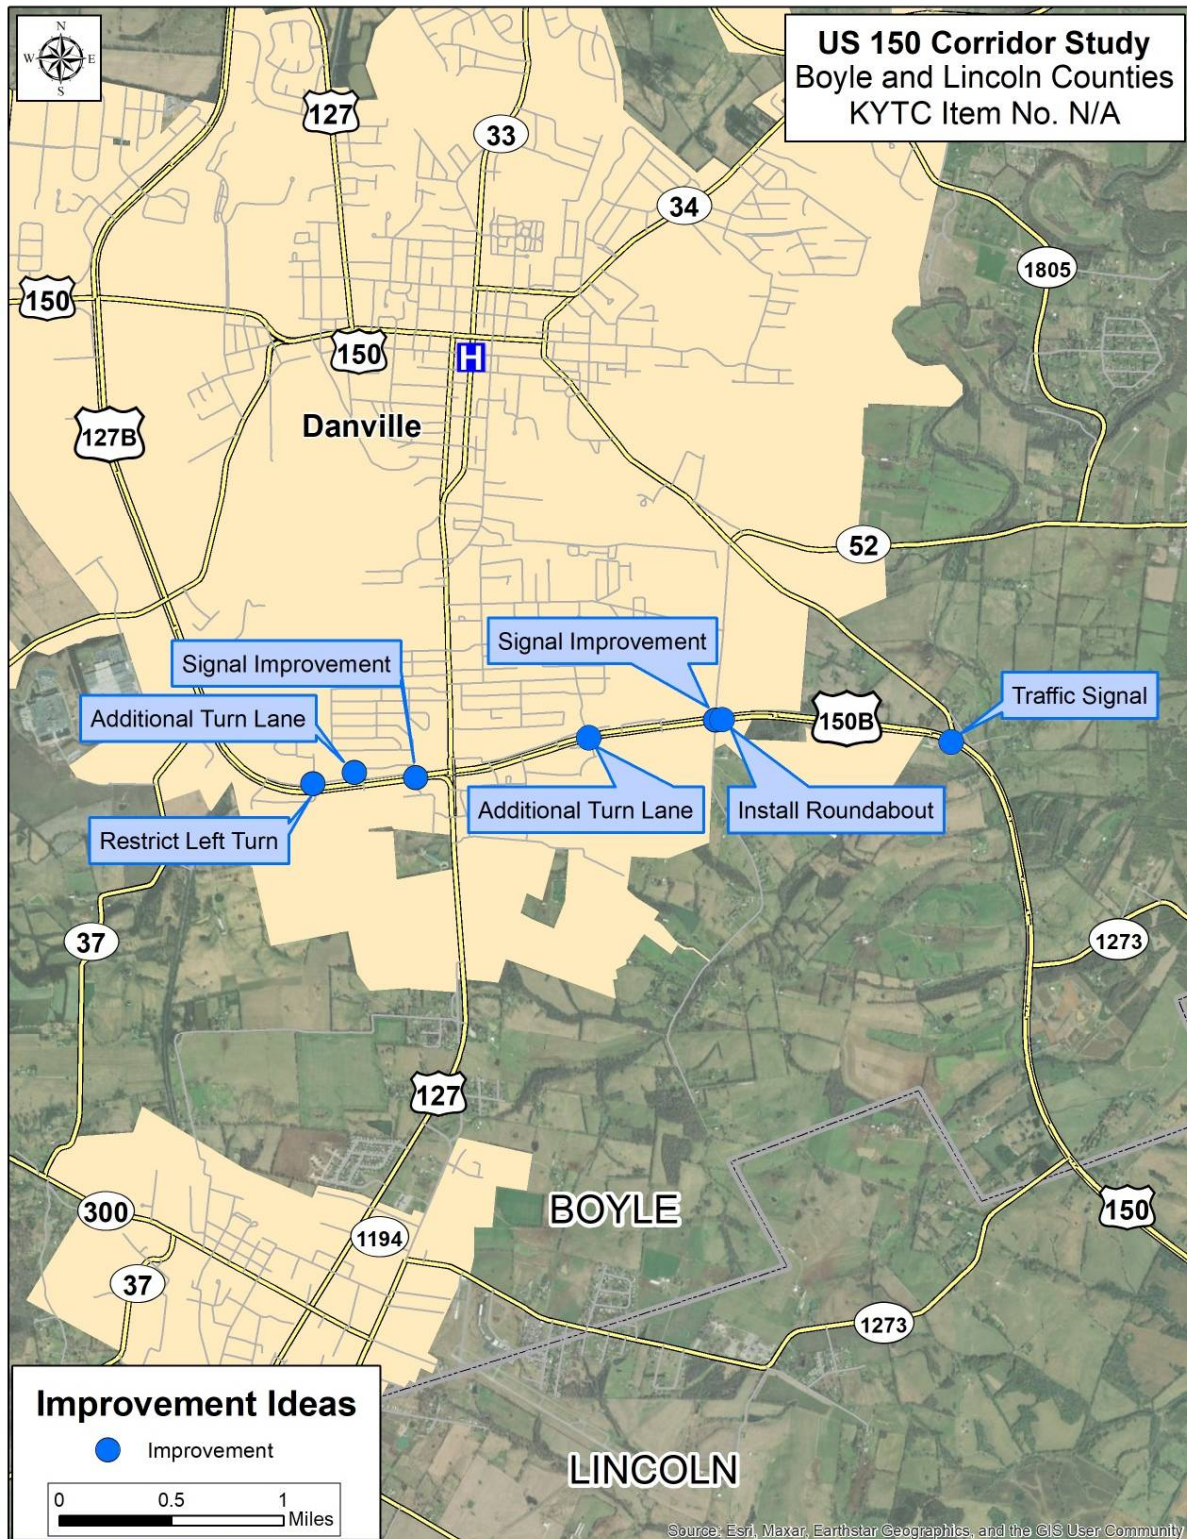 N
W E
S
US 150 Corridor Study
Boyle and Lincoln Counties
KYTC Item No. N/A
127
33
34
1805
150
150
H
127B
Danville
52
Signal Improvement
Signal Improvement
Additional Turn Lane
150B
Traffic Signal
Restrict Left Turn
Additional Turn Lane
Install Roundabout
37
1273
127
BOYLE
300
1194
150
37
1273
Improvement Ideas
Improvement
LINCOLN
0 0.5 1
Miles
Source: Esri, Maxar, Earthstar Geographics, and the GIS User Community